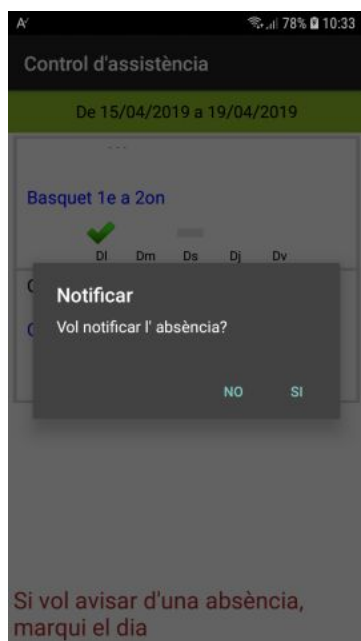 78% 10:33
Control d'assistència
De 15/04/2019 a 19/04/2019
Basquet 1e a 2on
Dl Dm Ds Dj Dv
Notificar
Vol notificar l' absència?
NO SI
Si vol avisar d'una absència,
marqui el dia